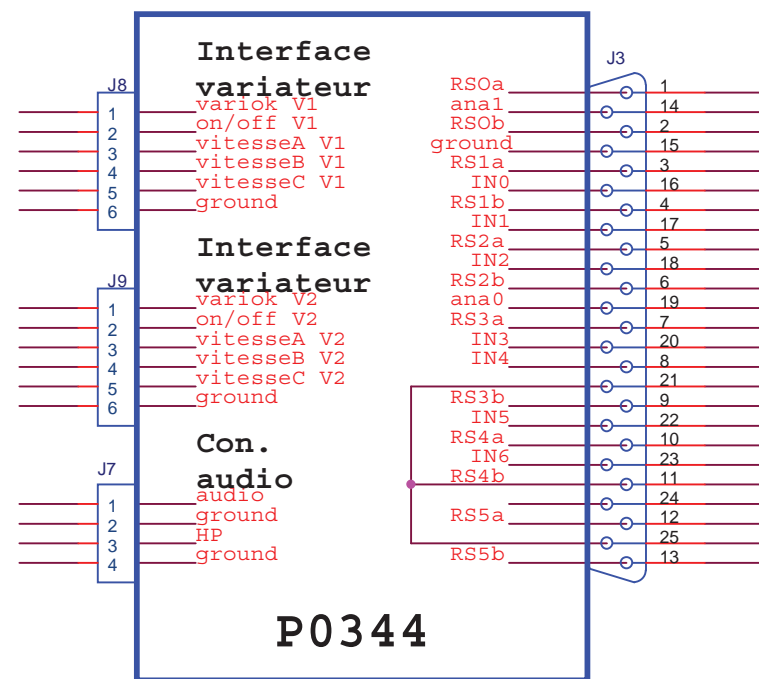 Interface
variateur
J8
1 variok V1
2 on/off V1
3 vitesseA V1
4 vitesseB V1
5 vitesseC V1
6 ground
Interface
variateur
J9
1 variok V2
2 on/off V2
3 vitesseA V2
4 vitesseB V2
5 vitesseC V2
6 ground
Con.
audio
J7
1 audio
2 ground
3 HP
4 ground
J3
RSOa 1
ana1 14
RSOb 2
ground 15
RS1a 3
IN0 16
RS1b 4
IN1 17
RS2a 5
IN2 18
RS2b 6
ana0 19
RS3a 7
IN3 20
IN4 8
21
RS3b 9
IN5 22
RS4a 10
IN6 23
RS4b 11
24
RS5a 12
25
RS5b 13
P0344